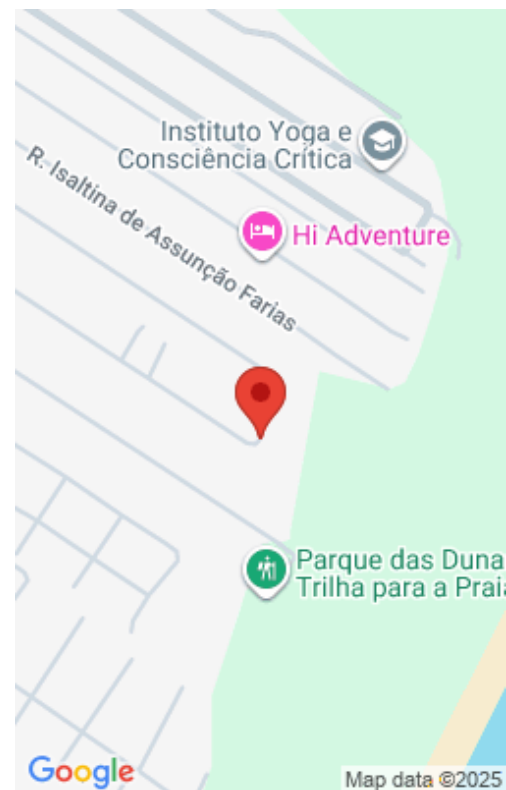 Instituto Yoga e
Consciência Crítica
R. Isaltina de Assunção Farias
Hi Adventure
Parque das Duna
Trilha para a Praia
Google
Map data ©2025